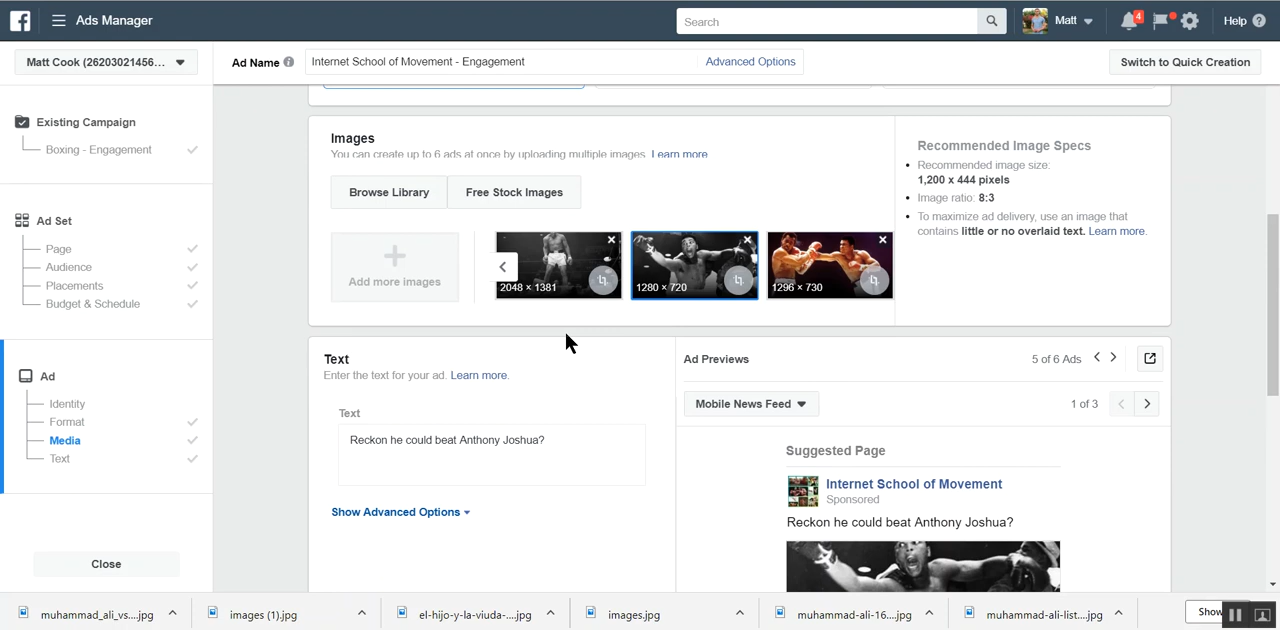 Ads Manager
Search
Matt
4
Help
Matt Cook (26203021456...
Ad Name
Internet School of Movement - Engagement
Advanced Options
Switch to Quick Creation
Existing Campaign
Boxing - Engagement
Ad Set
Page
Audience
Placements
Budget & Schedule
Ad
Identity
Format
Media
Text
Close
Images
You can create up to 6 ads at once by uploading multiple images. Learn more
Browse Library
Free Stock Images
Add more images
2048 × 1381
1280 × 720
1296 × 730
Recommended Image Specs
• Recommended image size:
1,200 x 444 pixels
• Image ratio: 8:3
• To maximize ad delivery, use an image that
contains little or no overlaid text. Learn more.
Text
Enter the text for your ad. Learn more.
Text
Reckon he could beat Anthony Joshua?
Show Advanced Options
Ad Previews
5 of 6 Ads
Mobile News Feed
1 of 3
Suggested Page
Internet School of Movement
Sponsored
Reckon he could beat Anthony Joshua?
muhammad_ali_vs....jpg
images (1).jpg
el-hijo-y-la-viuda-....jpg
images.jpg
muhammad-ali-16....jpg
muhammad-ali-list....jpg
Show